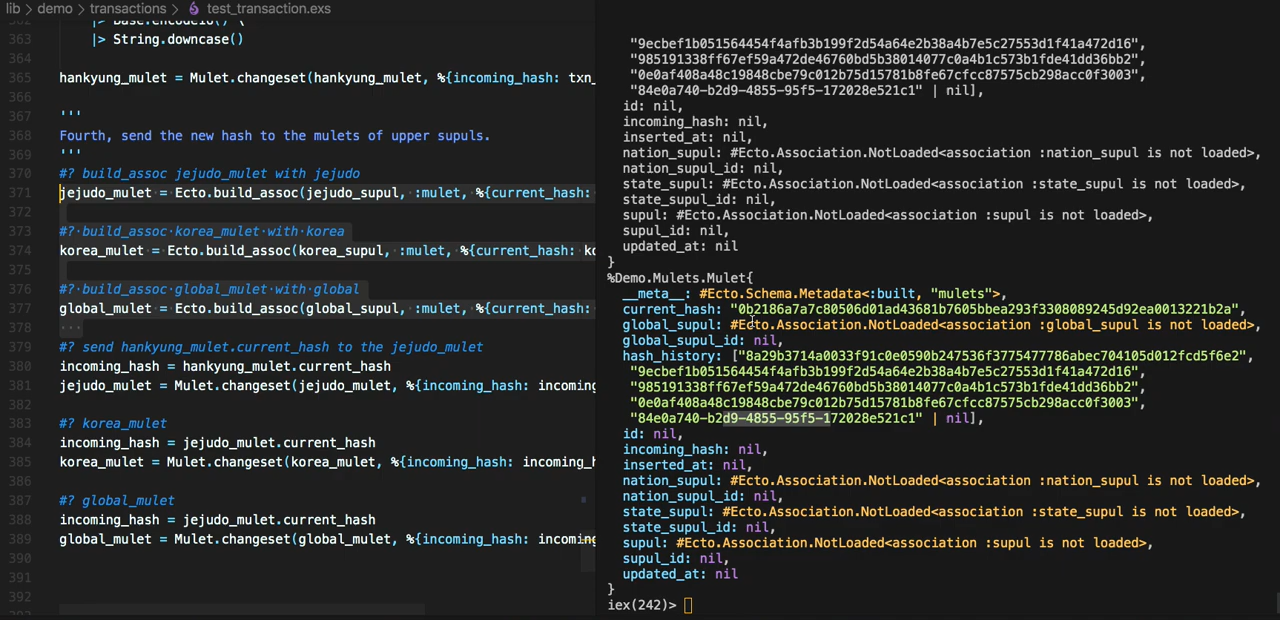 lib > demo > transactions > test_transaction.exs
362 |> Base.encode16() \
363 |> String.downcase()
364
365 hankyung_mulet = Mulet.changeset(hankyung_mulet, %{incoming_hash: txn_
366
367 '''
368 Fourth, send the new hash to the mulets of upper supuls.
369 '''
370 #? build_assoc jejudo_mulet with jejudo
371 jejudo_mulet = Ecto.build_assoc(jejudo_supul, :mulet, %{current_hash:
372
373 #? build_assoc korea_mulet with korea
374 korea_mulet = Ecto.build_assoc(korea_supul, :mulet, %{current_hash: ko
375
376 #? build_assoc global_mulet with global
377 global_mulet = Ecto.build_assoc(global_supul, :mulet, %{current_hash:
378
379 #? send hankyung_mulet.current_hash to the jejudo_mulet
380 incoming_hash = hankyung_mulet.current_hash
381 jejudo_mulet = Mulet.changeset(jejudo_mulet, %{incoming_hash: incoming
382
383 #? korea_mulet
384 incoming_hash = jejudo_mulet.current_hash
385 korea_mulet = Mulet.changeset(korea_mulet, %{incoming_hash: incoming_h
386
387 #? global_mulet
388 incoming_hash = jejudo_mulet.current_hash
389 global_mulet = Mulet.changeset(global_mulet, %{incoming_hash: incoming
390
391
392
"9ecbef1b051564454f4afb3b199f2d54a64e2b38a4b7e5c27553d1f41a472d16",
"985191338ff67ef59a472de46760bd5b38014077c0a4b1c573b1fde41dd36bb2",
"0e0af408a48c19848cbe79c012b75d15781b8fe67cfcc87575cb298acc0f3003",
"84e0a740-b2d9-4855-95f5-172028e521c1" | nil],
id: nil,
incoming_hash: nil,
inserted_at: nil,
nation_supul: #Ecto.Association.NotLoaded<association :nation_supul is not loaded>,
nation_supul_id: nil,
state_supul: #Ecto.Association.NotLoaded<association :state_supul is not loaded>,
state_supul_id: nil,
supul: #Ecto.Association.NotLoaded<association :supul is not loaded>,
supul_id: nil,
updated_at: nil
}
%Demo.Mulets.Mulet{
__meta__: #Ecto.Schema.Metadata<:built, "mulets">,
current_hash: "0b2186a7a7c80506d01ad43681b7605bbea293f3308089245d92ea0013221b2a",
global_supul: #Ecto.Association.NotLoaded<association :global_supul is not loaded>,
global_supul_id: nil,
hash_history: ["8a29b3714a0033f91c0e0590b247536f3775477786abec704105d012fcd5f6e2",
"9ecbef1b051564454f4afb3b199f2d54a64e2b38a4b7e5c27553d1f41a472d16",
"985191338ff67ef59a472de46760bd5b38014077c0a4b1c573b1fde41dd36bb2",
"0e0af408a48c19848cbe79c012b75d15781b8fe67cfcc87575cb298acc0f3003",
"84e0a740-b2d9-4855-95f5-172028e521c1" | nil],
id: nil,
incoming_hash: nil,
inserted_at: nil,
nation_supul: #Ecto.Association.NotLoaded<association :nation_supul is not loaded>,
nation_supul_id: nil,
state_supul: #Ecto.Association.NotLoaded<association :state_supul is not loaded>,
state_supul_id: nil,
supul: #Ecto.Association.NotLoaded<association :supul is not loaded>,
supul_id: nil,
updated_at: nil
}
iex(242)>